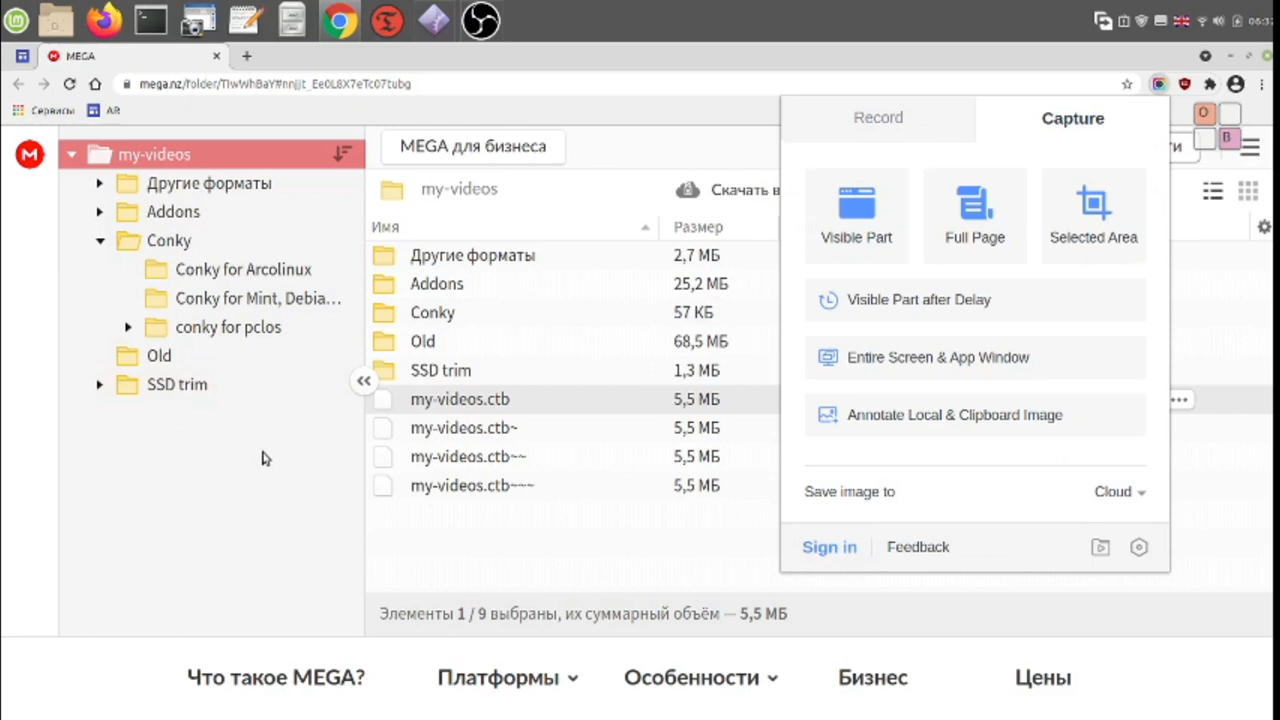 06:3
MEGA
mega.nz/folder/TIwWhBaY#nnjjt_Ee0L8X7eTc07tubg
Сервисы AR
Record Capture
O
B
M
my-videos
Другие форматы
Addons
Conky
Conky for Arcolinux
Conky for Mint, Debia...
conky for pclos
Old
SSD trim
MEGA для бизнеса
ти
my-videos
Скачать в
Имя Размер
Другие форматы 2,7 МБ
Addons 25,2 МБ
Conky 57 КБ
Old 68,5 МБ
SSD trim 1,3 МБ
my-videos.ctb 5,5 МБ
my-videos.ctb~ 5,5 МБ
my-videos.ctb~~ 5,5 МБ
my-videos.ctb~~~ 5,5 МБ
Visible Part Full Page Selected Area
Visible Part after Delay
Entire Screen & App Window
Annotate Local & Clipboard Image
Save image to Cloud
Sign in Feedback
Элементы 1 / 9 выбраны, их суммарный объём — 5,5 МБ
Что такое MEGA? Платформы Особенности Бизнес Цены